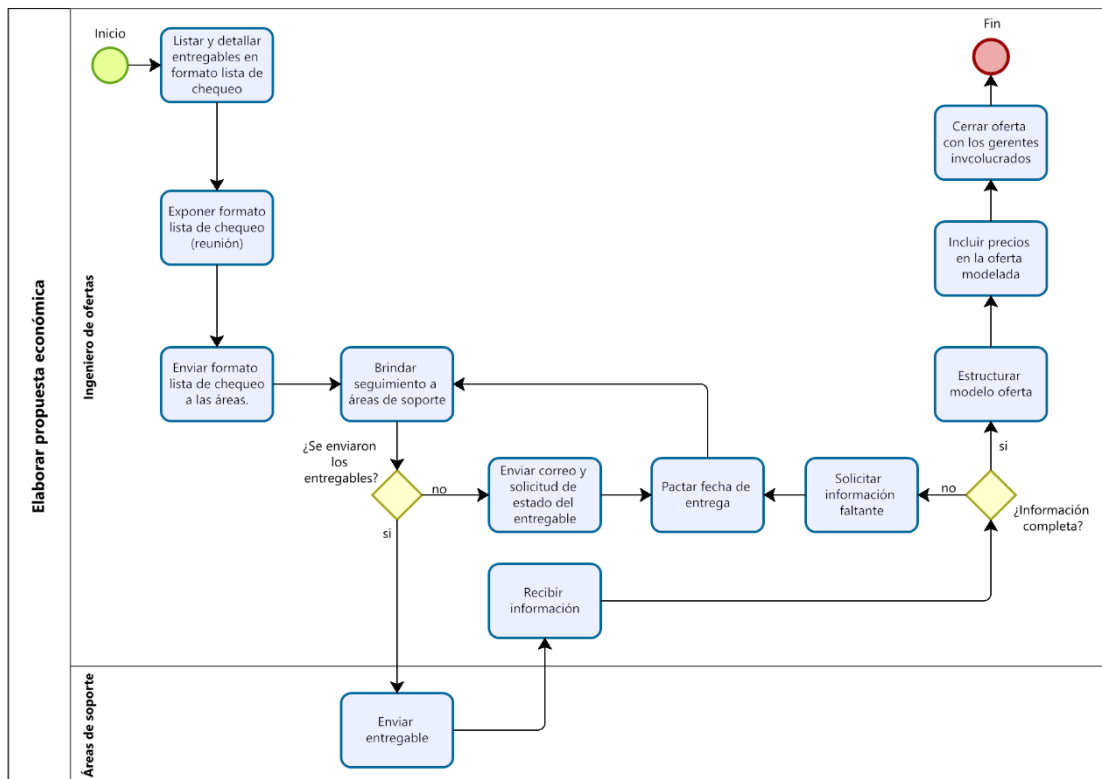 Elaborar propuesta económica
Ingeniero de ofertas
Inicio
Listar y detallar
entregables en
formato lista de
chequeo
Fin
Cerrar oferta
con los gerentes
invcolucrados
Exponer formato
lista de chequeo
(reunión)
Incluir precios
en la oferta
modelada
Enviar formato
lista de chequeo
a las áreas.
Brindar
seguimiento a
áreas de soporte
Estructurar
modelo oferta
¿Se enviaron
los
entregables?
no
si
Enviar correo y
solicitud de
estado del
entregable
Pactar fecha de
entrega
Solicitar
información
faltante
no
si
¿Información
completa?
Recibir
información
Áreas de soporte
Enviar
entregable